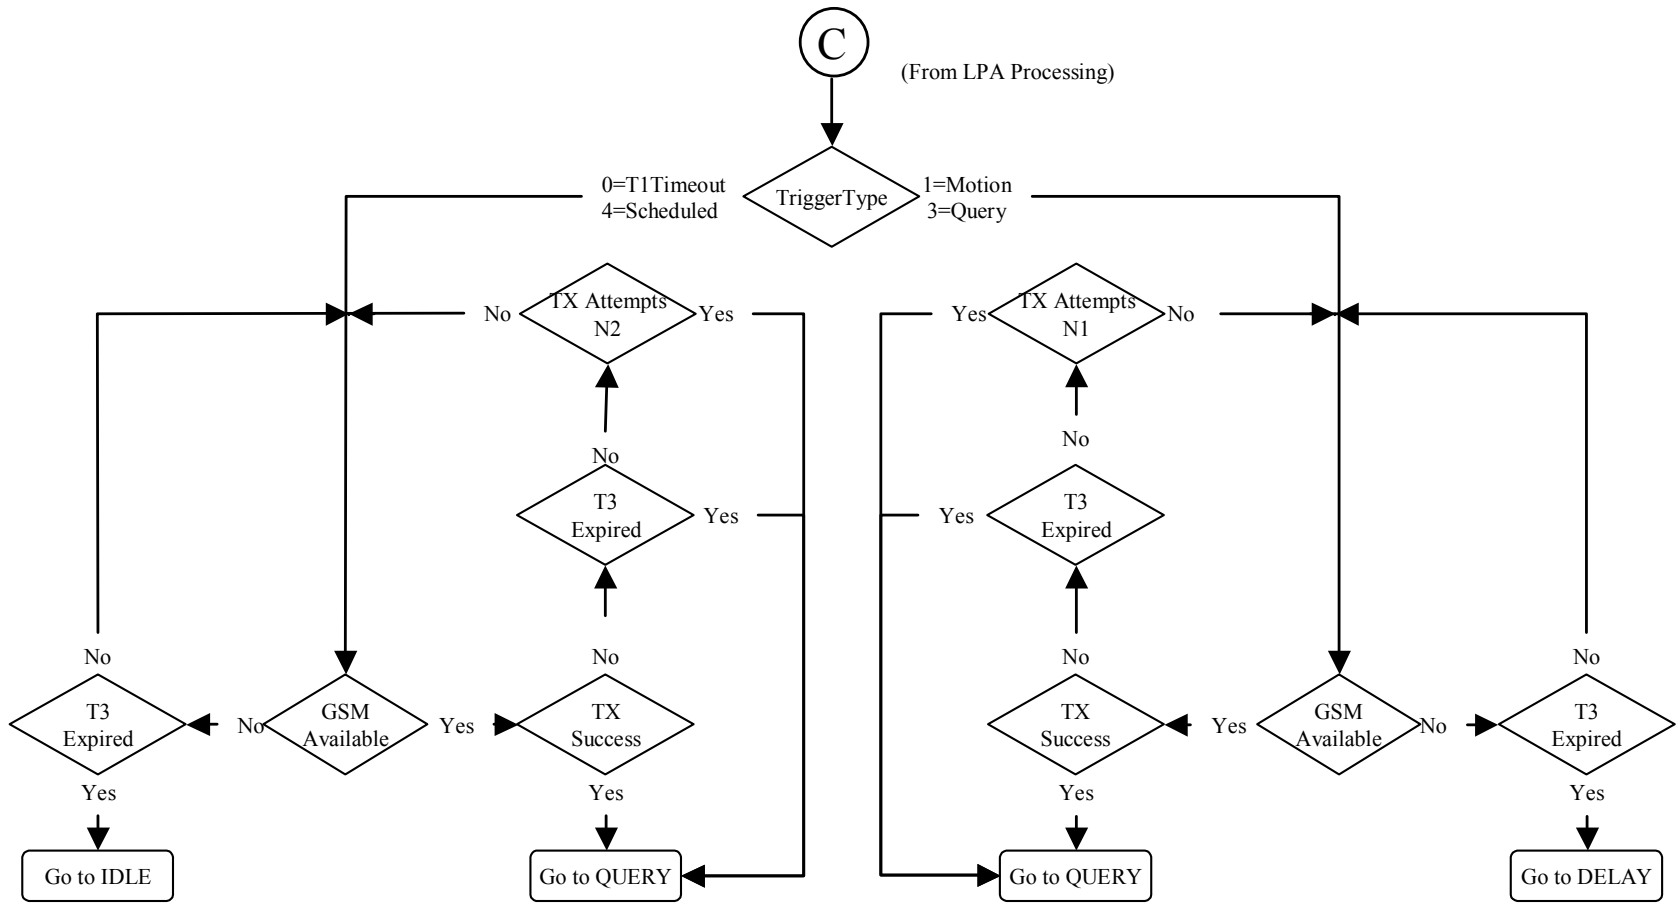 C
(From LPA Processing)
0=T1Timeout
4=Scheduled
TriggerType
1=Motion
3=Query
No
TX Attempts
N2
Yes
Yes
TX Attempts
N1
No
No
No
T3
Expired
Yes
Yes
T3
Expired
No
No
No
No
T3
Expired
No
GSM
Available
Yes
TX
Success
TX
Success
Yes
GSM
Available
No
T3
Expired
Yes
Yes
Yes
Yes
Go to IDLE
Go to QUERY
Go to QUERY
Go to DELAY